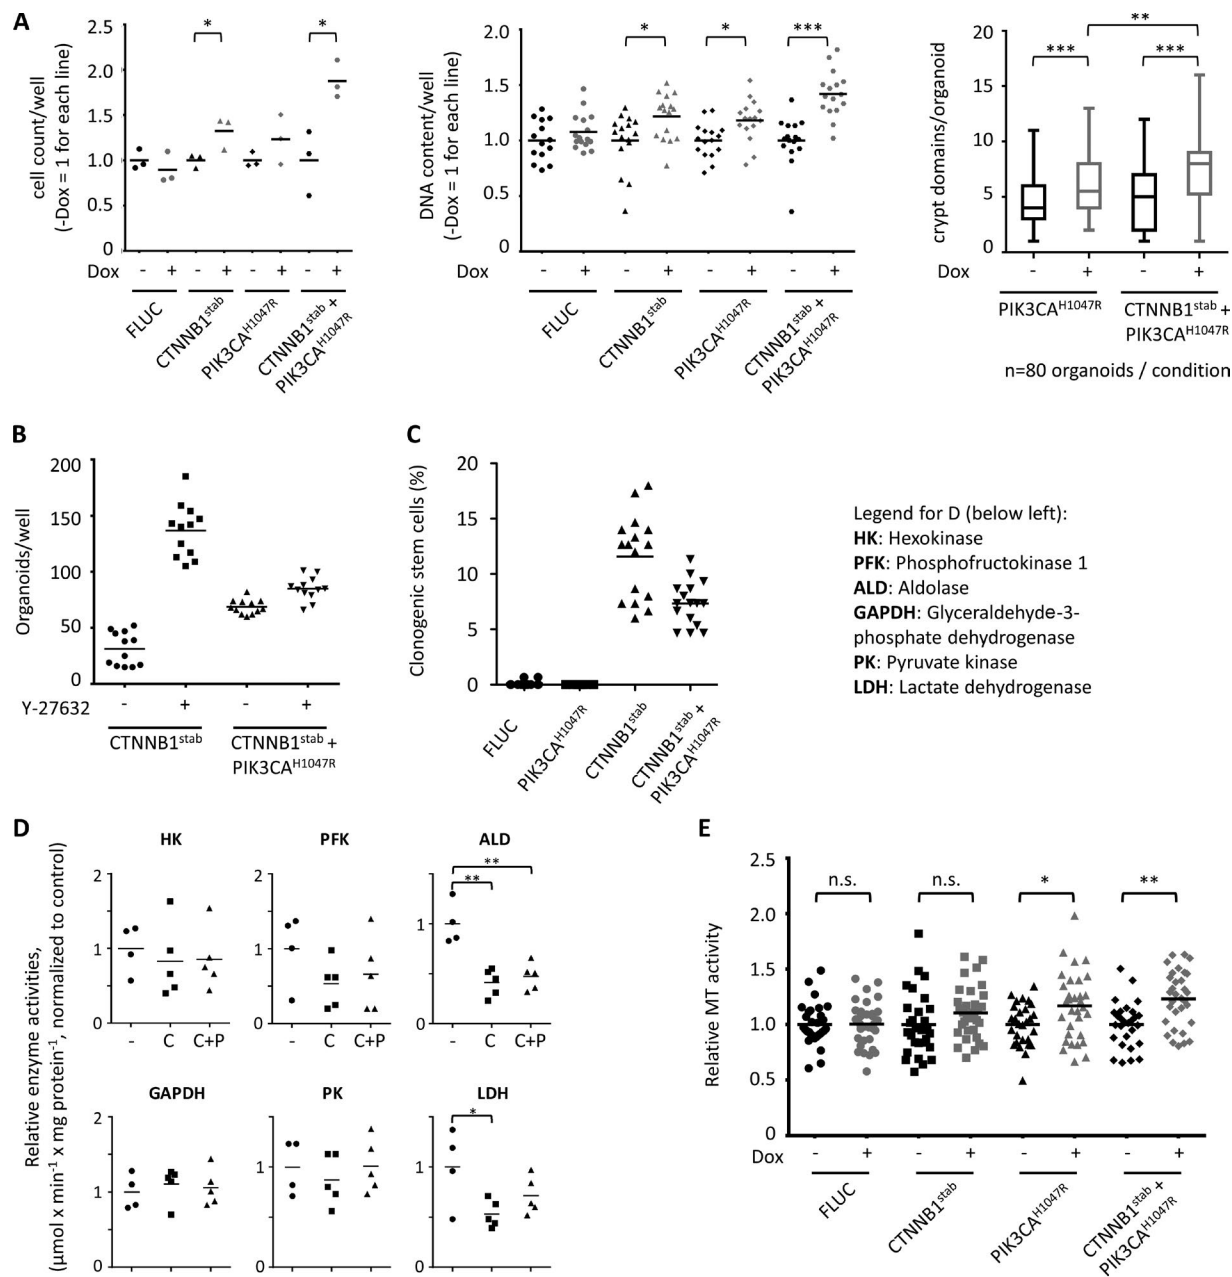 A
cell count/well
(-Dox = 1 for each line)
2.5
2.0
1.5
1.0
0.5
0
*
*
Dox
- + - + - + - +
FLUC
CTNNB1stab
PIK3CAH1047R
CTNNB1stab +
PIK3CAH1047R
DNA content/well
(-Dox = 1 for each line)
2.0
1.5
1.0
0.5
0
*
*
***
Dox
- + - + - + - +
FLUC
CTNNB1stab
PIK3CAH1047R
CTNNB1stab +
PIK3CAH1047R
crypt domains/organoid
20
15
10
5
0
**
***
***
- + - +
PIK3CAH1047R
CTNNB1stab +
PIK3CAH1047R
n=80 organoids / condition
B
Organoids/well
200
150
100
50
0
Y-27632
- + - +
CTNNB1stab
CTNNB1stab +
PIK3CAH1047R
C
Clonogenic stem cells (%)
20
15
10
5
0
FLUC
PIK3CAH1047R
CTNNB1stab
CTNNB1stab +
PIK3CAH1047R
Legend for D (below left):
HK: Hexokinase
PFK: Phosphofructokinase 1
ALD: Aldolase
GAPDH: Glyceraldehyde-3-
phosphate dehydrogenase
PK: Pyruvate kinase
LDH: Lactate dehydrogenase
D
Relative enzyme activities,
(μmol x min-1 x mg protein-1, normalized to control)
HK
2
1
0
- C C+P
PFK
2
1
0
- C C+P
ALD
1
0
**
**
- C C+P
GAPDH
2
1
0
PK
1
0
LDH
1
0
*
E
Relative MT activity
2.5
2.0
1.5
1.0
0.5
0
n.s.
n.s.
*
**
Dox
- + - + - + - +
FLUC
CTNNB1stab
PIK3CAH1047R
CTNNB1stab +
PIK3CAH1047R